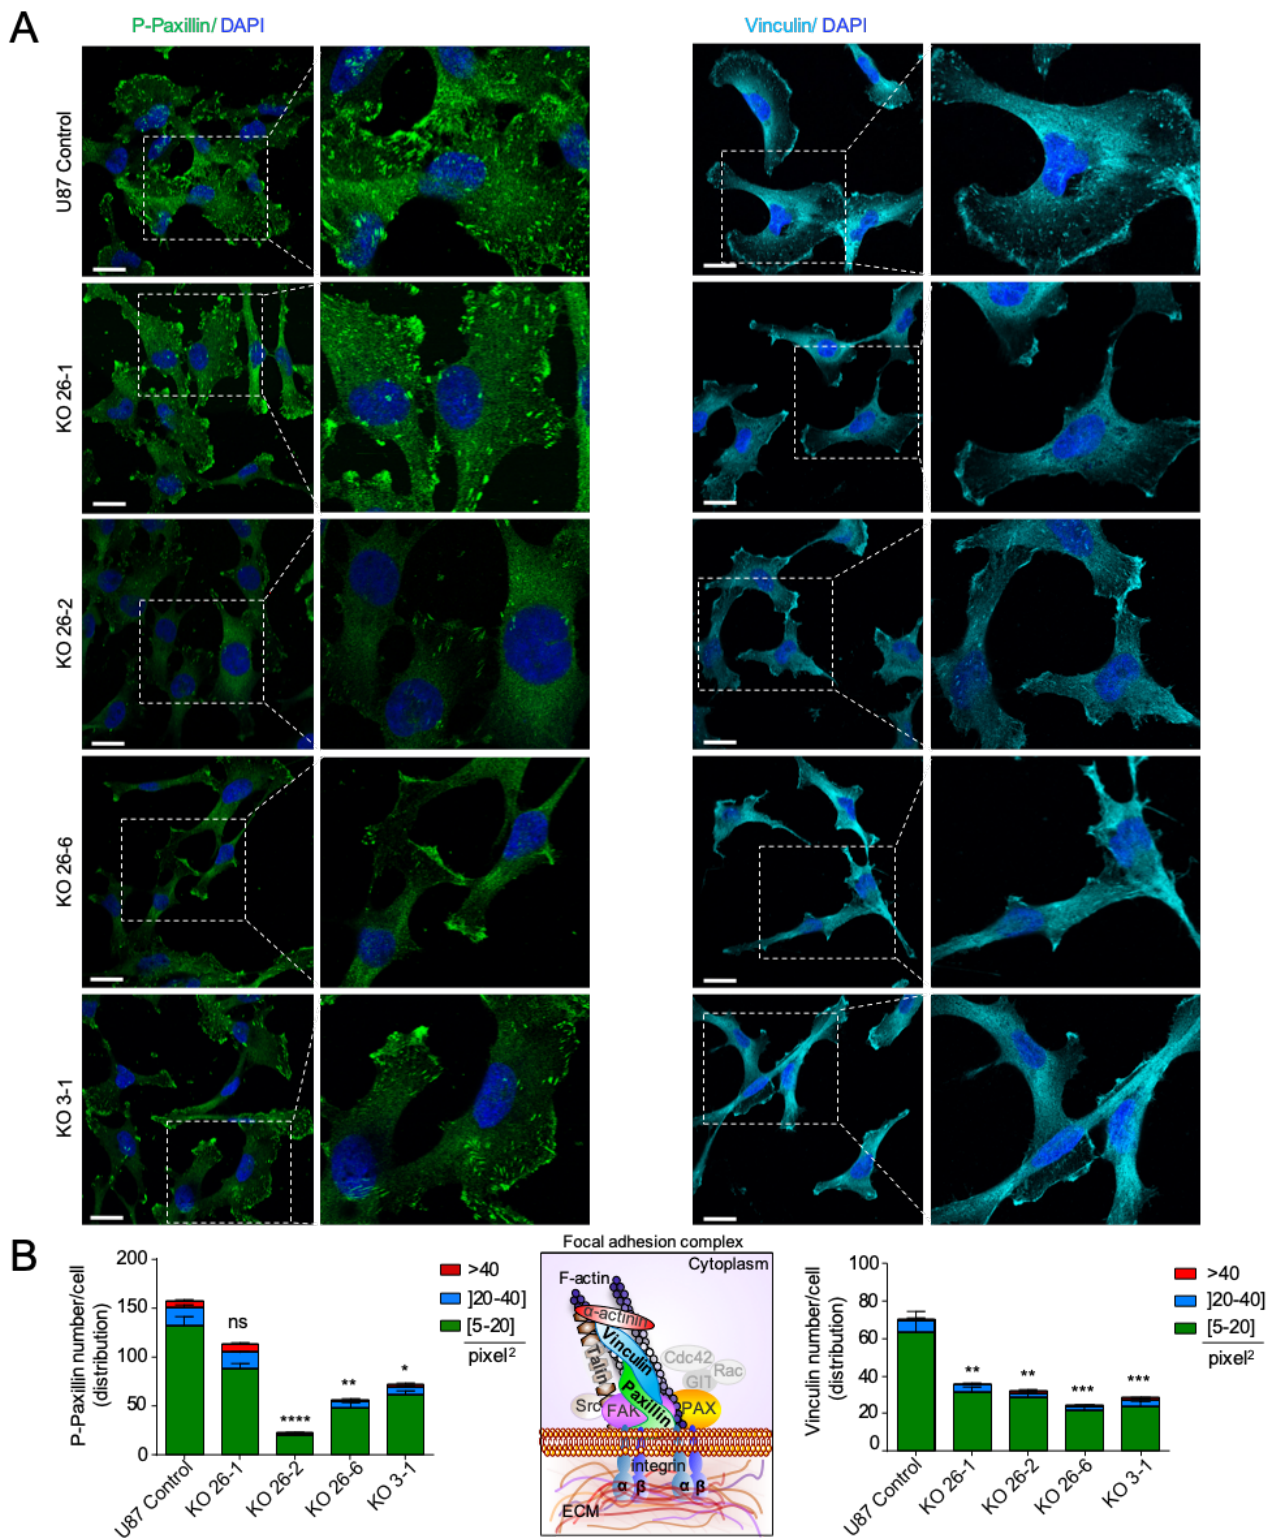 A
P-Paxillin/ DAPI
Vinculin/ DAPI
U87 Control
KO 26-1
KO 26-2
KO 26-6
KO 3-1
B
P-Paxillin number/cell
(distribution)
200
150
100
50
0
ns
****
**
*
U87 Control
KO 26-1
KO 26-2
KO 26-6
KO 3-1
>40
]20-40]
[5-20]
pixel²
Focal adhesion complex
Cytoplasm
F-actin
α-actinin
Vinculin
Talin
Cdc42
Rac
GIT
Paxillin
Src
FAK
PAX
integrin
α β α β
ECM
Vinculin number/cell
(distribution)
100
80
60
40
20
0
**
**
***
***
U87 Control
KO 26-1
KO 26-2
KO 26-6
KO 3-1
>40
]20-40]
[5-20]
pixel²